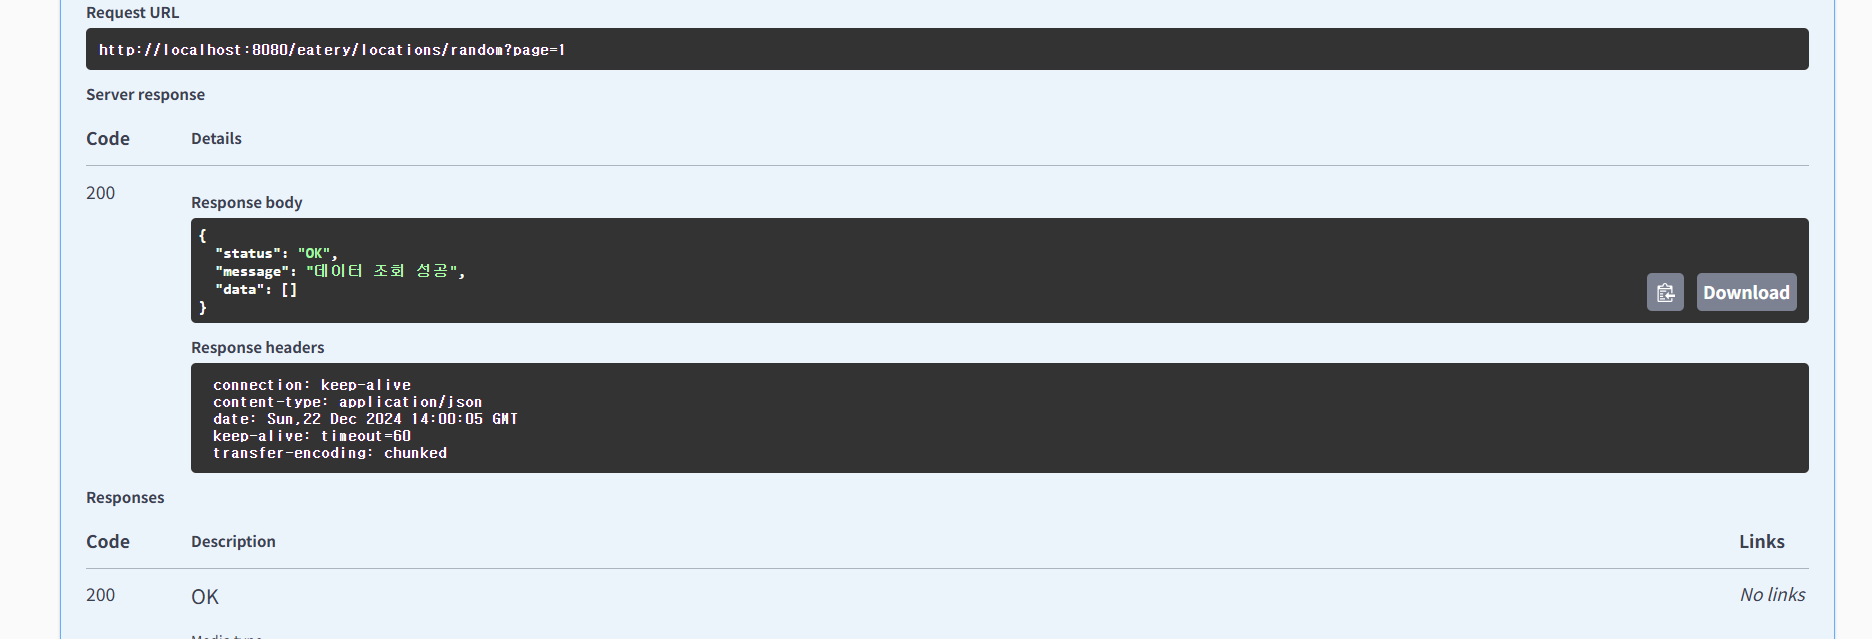 Request URL
http://localhost:8080/eatery/locations/random?page=1
Server response
Code Details
200
Response body
{
"status": "OK",
"message": "데이터 조회 성공",
"data": []
}
Download
Response headers
connection: keep-alive
content-type: application/json
date: Sun,22 Dec 2024 14:00:05 GMT
keep-alive: timeout=60
transfer-encoding: chunked
Responses
Code Description Links
200 OK No links